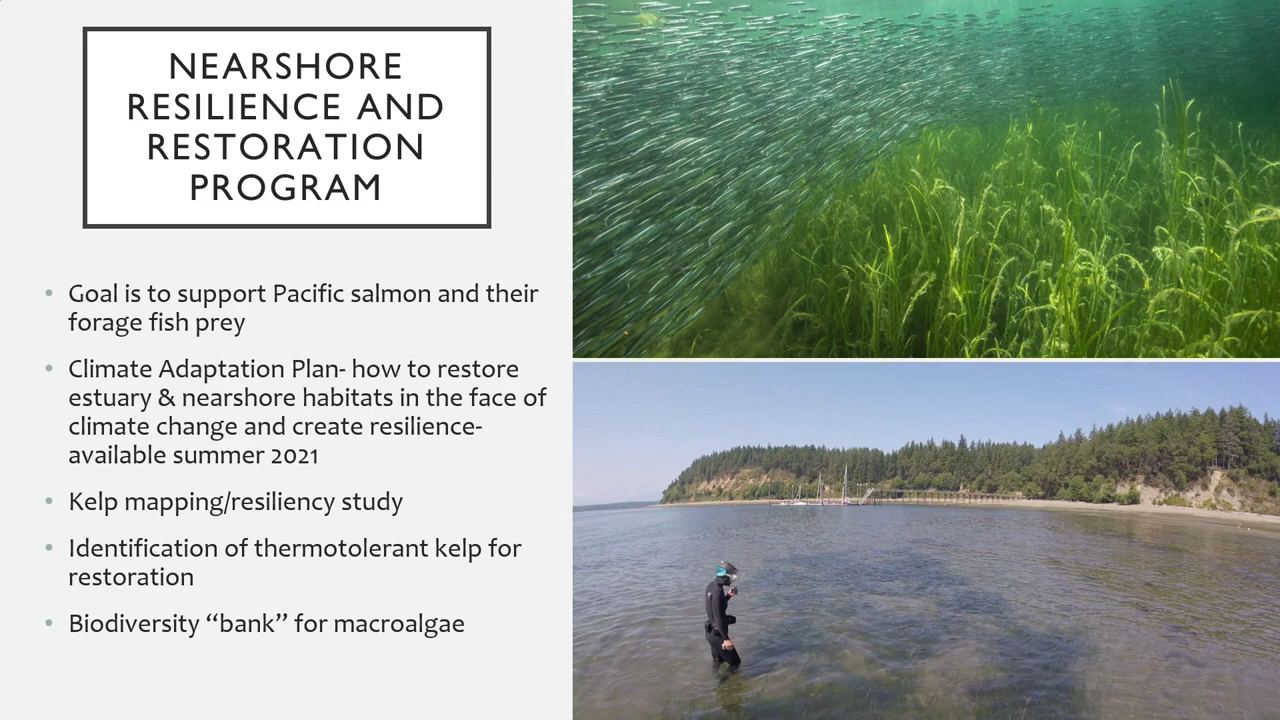 NEARSHORE
RESILIENCE AND
RESTORATION
PROGRAM
• Goal is to support Pacific salmon and their
forage fish prey
• Climate Adaptation Plan- how to restore
estuary & nearshore habitats in the face of
climate change and create resilience-
available summer 2021
• Kelp mapping/resiliency study
• Identification of thermotolerant kelp for
restoration
• Biodiversity “bank” for macroalgae